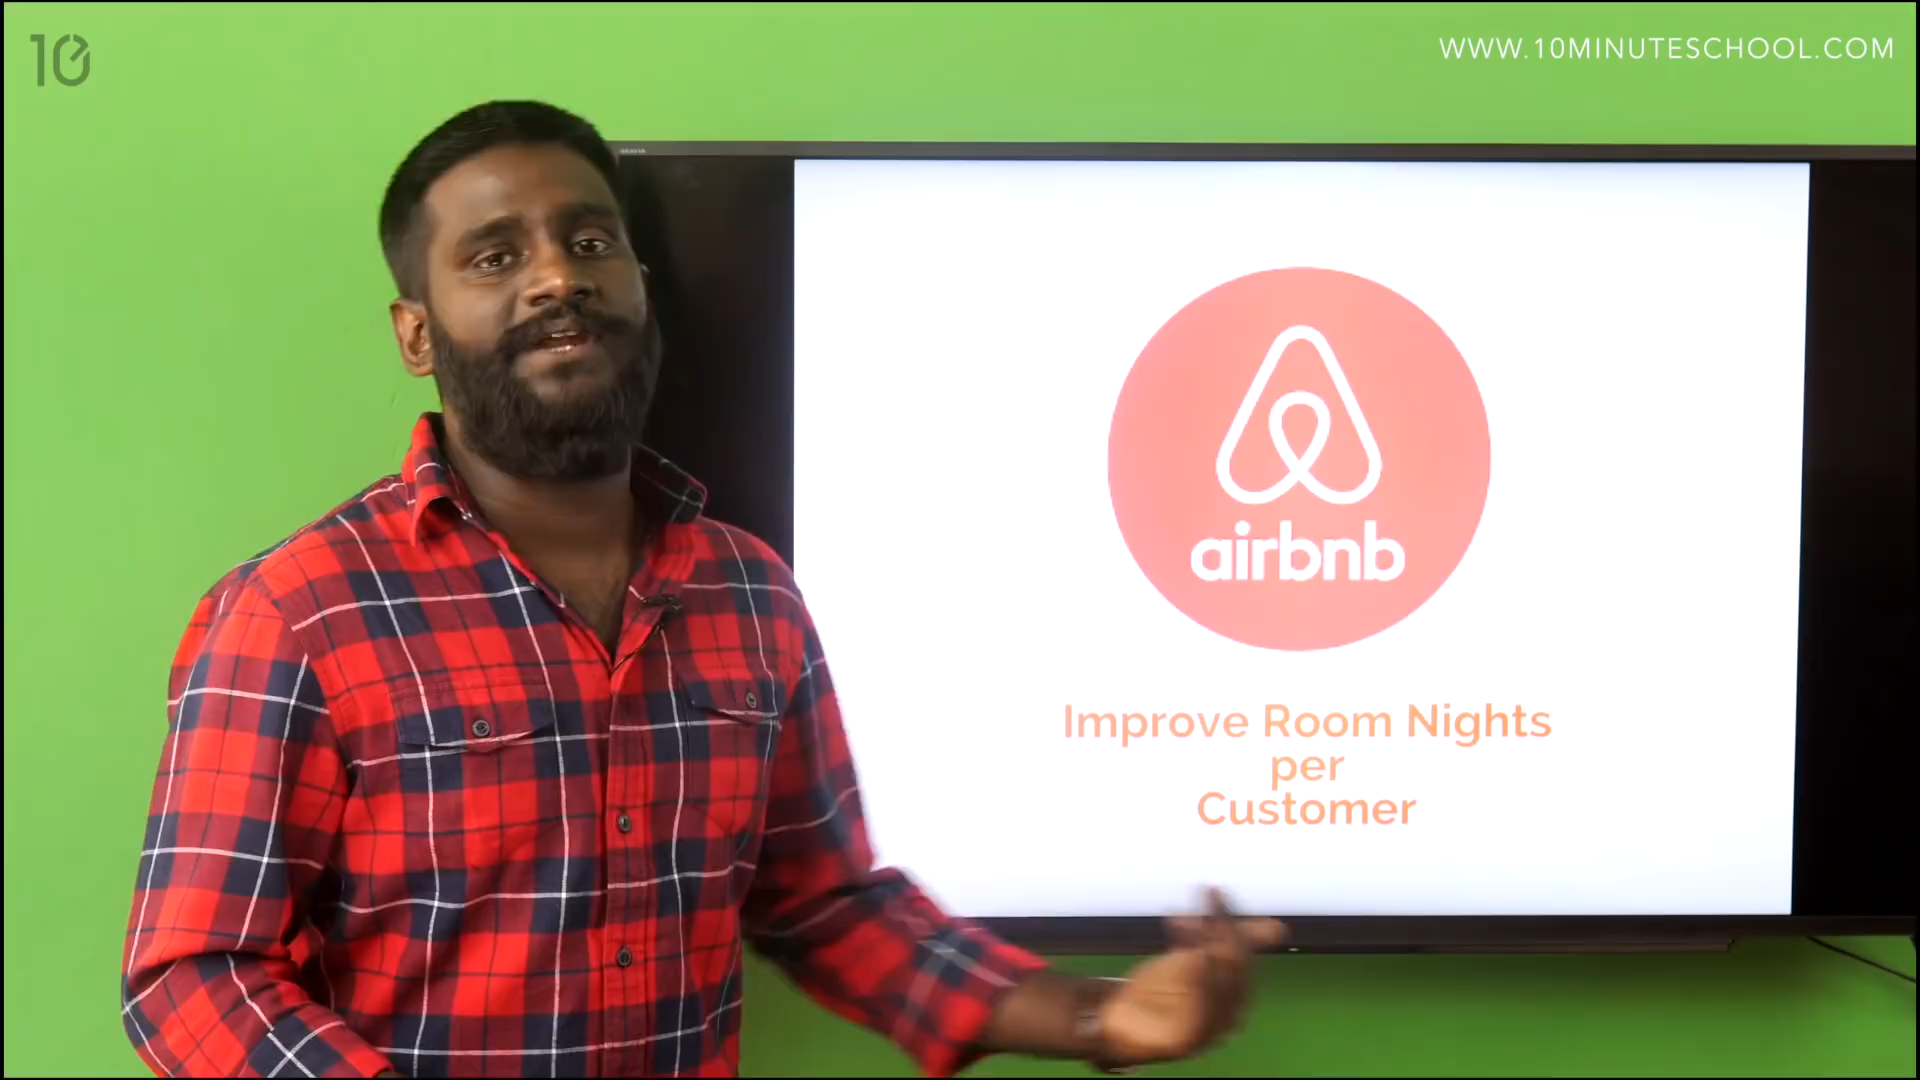 10
WWW.10MINUTESCHOOL.COM
airbnb
Improve Room Nights
per
Customer